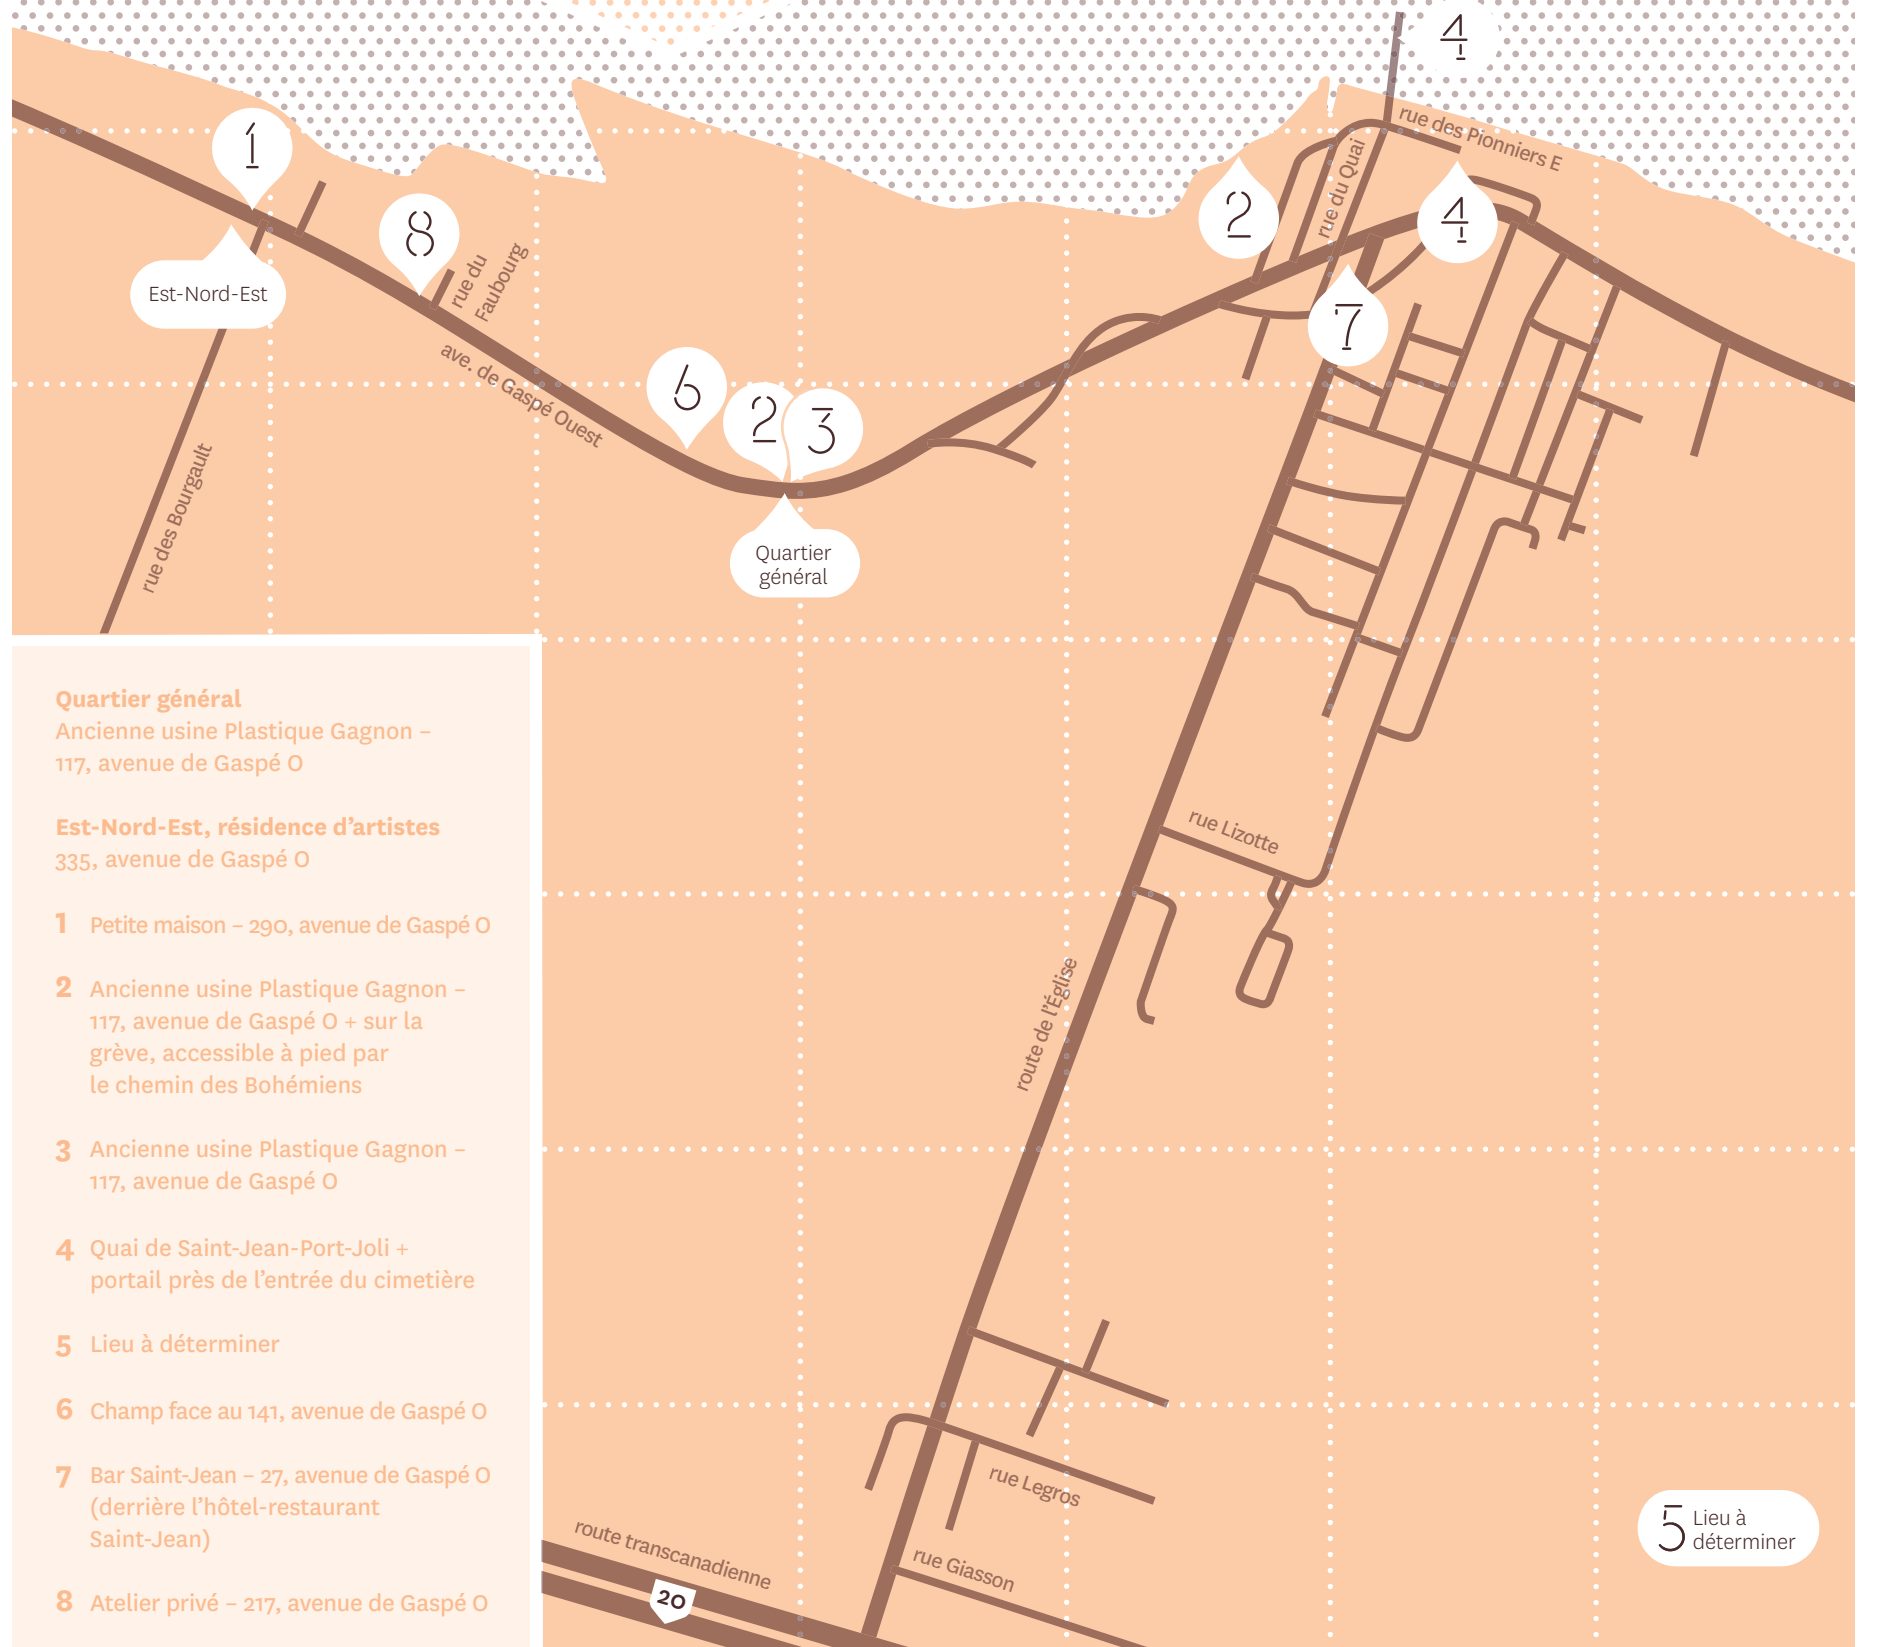 4
rue des Pionniers E
1
rue du Quai
2
4
8
rue du
Faubourg
Est-Nord-Est
7
ave. de Gaspé Ouest
6
2
3
rue des Bourgault
Quartier
général
rue Lizotte
route de l'Église
rue Legros
route transcanadienne
20
rue Giasson
5
Lieu à
déterminer
Quartier général
Ancienne usine Plastique Gagnon –
117, avenue de Gaspé O
Est-Nord-Est, résidence d’artistes
335, avenue de Gaspé O
1 Petite maison – 290, avenue de Gaspé O
2 Ancienne usine Plastique Gagnon –
117, avenue de Gaspé O + sur la
grève, accessible à pied par
le chemin des Bohémiens
3 Ancienne usine Plastique Gagnon –
117, avenue de Gaspé O
4 Quai de Saint-Jean-Port-Joli +
portail près de l’entrée du cimetière
5 Lieu à déterminer
6 Champ face au 141, avenue de Gaspé O
7 Bar Saint-Jean – 27, avenue de Gaspé O
(derrière l’hôtel-restaurant
Saint-Jean)
8 Atelier privé – 217, avenue de Gaspé O